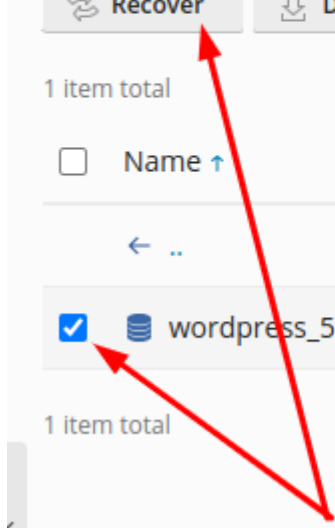 Recover
1 item total
Name ↑
← ..
wordpress_5
1 item total